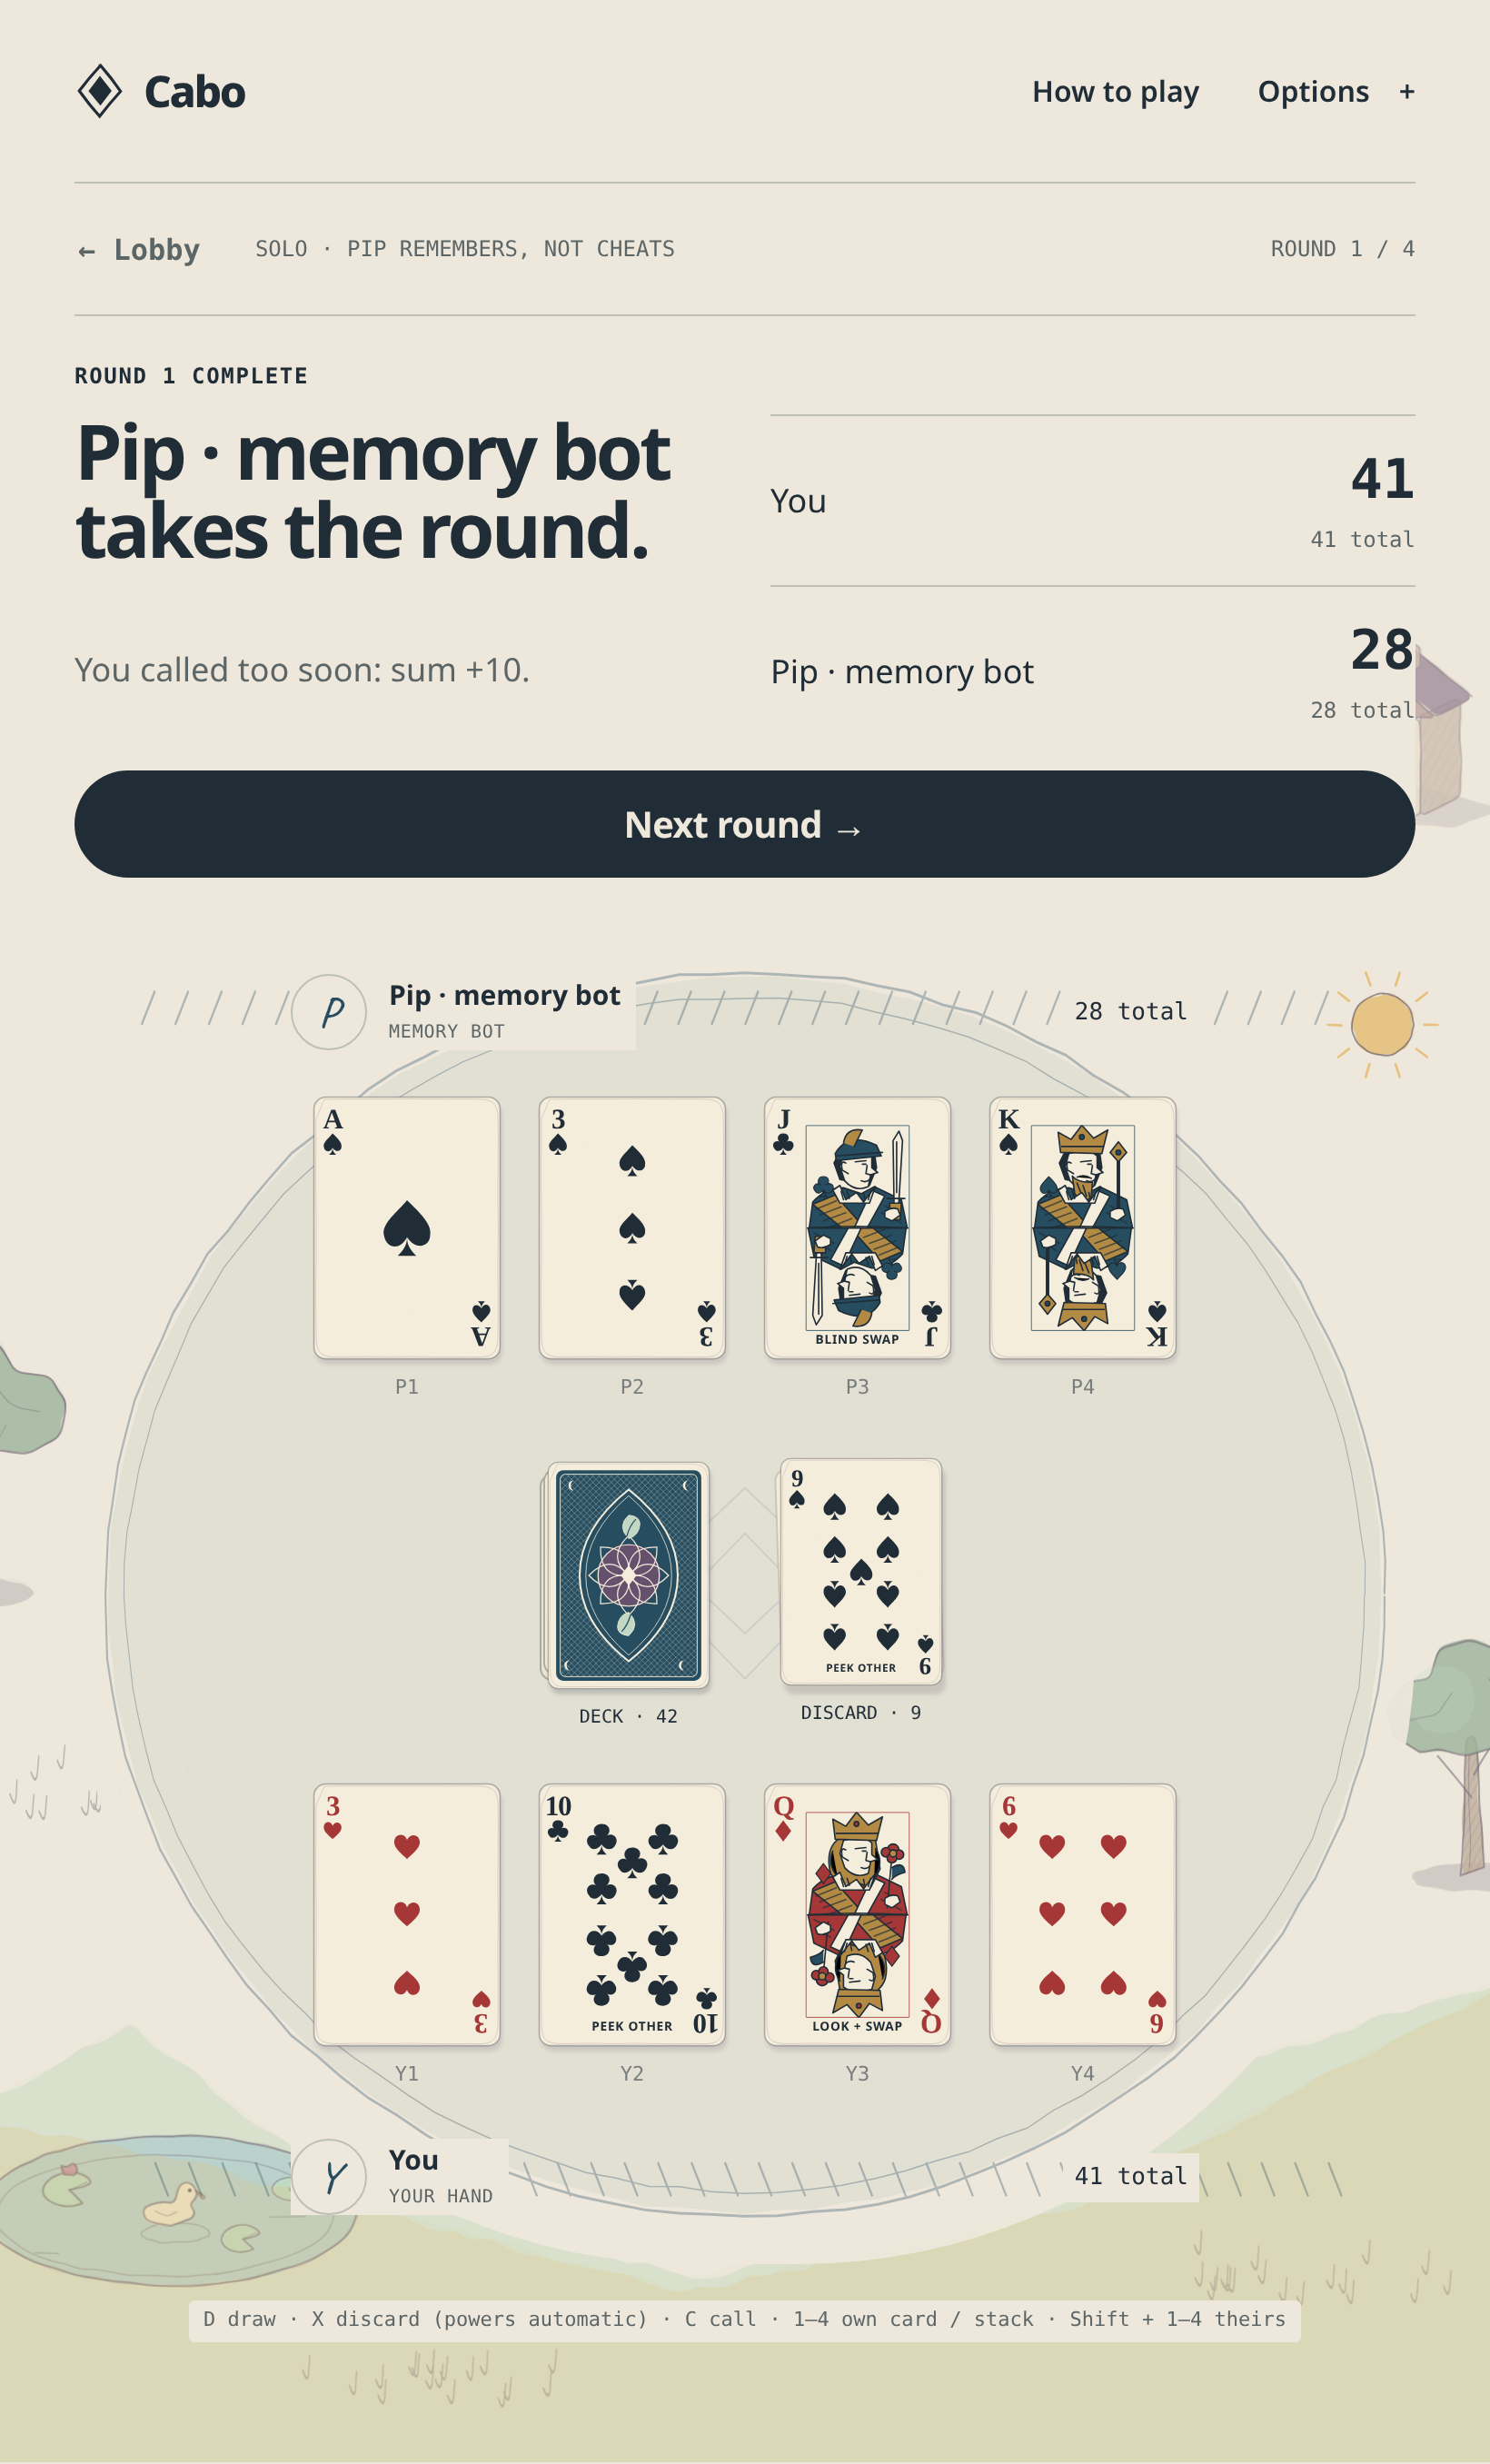 Cabo
How to play Options +
← Lobby SOLO · PIP REMEMBERS, NOT CHEATS ROUND 1 / 4
ROUND 1 COMPLETE
Pip · memory bot
takes the round.
You called too soon: sum +10.
You 41
41 total
Pip · memory bot 28
28 total
Next round →
P Pip · memory bot
MEMORY BOT
28 total
A 3 J K
BLIND SWAP
A 3 J K
P1 P2 P3 P4
9
PEEK OTHER 9
DECK · 42 DISCARD · 9
3 10 Q 6
PEEK OTHER LOOK + SWAP
3 10 Q 6
Y1 Y2 Y3 Y4
Y You
YOUR HAND
41 total
D draw · X discard (powers automatic) · C call · 1–4 own card / stack · Shift + 1–4 theirs